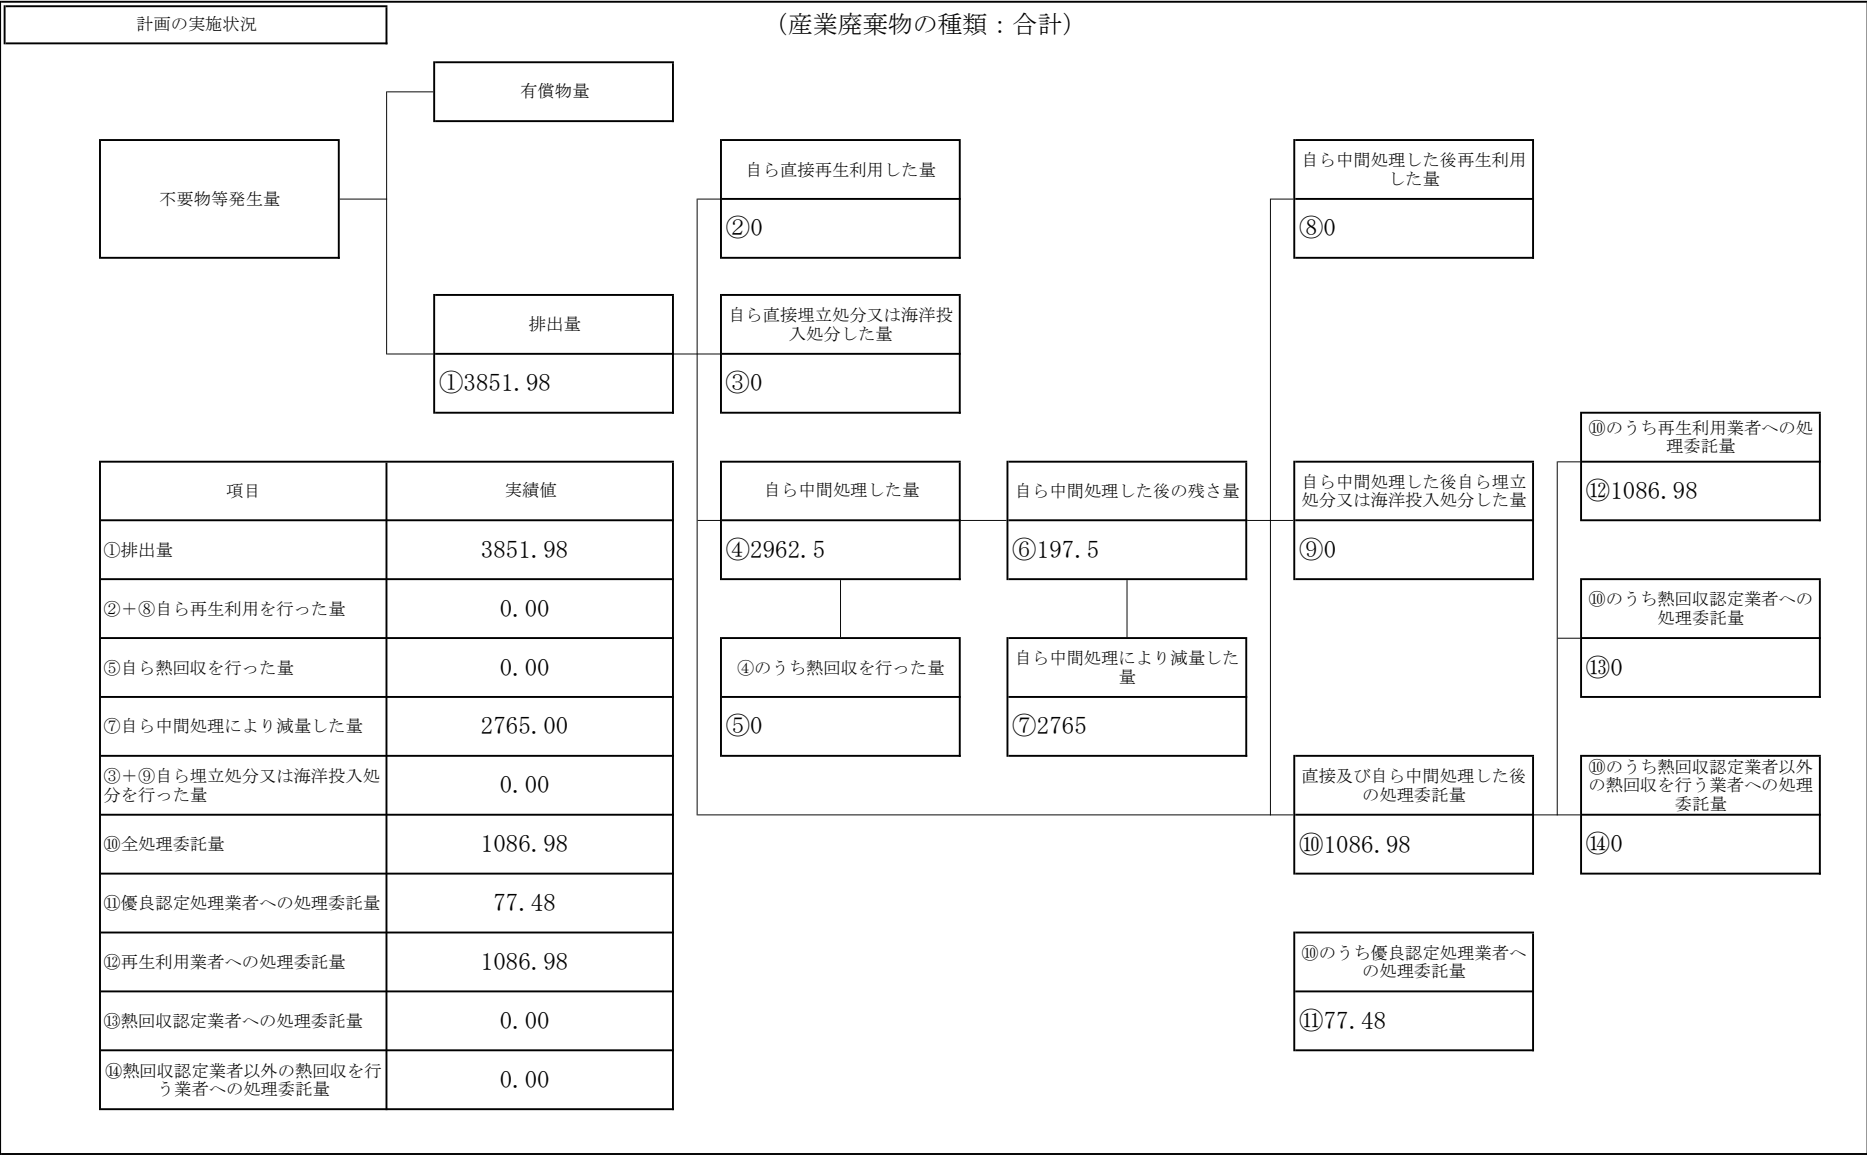 計画の実施状況
（産業廃棄物の種類：合計）
有償物量
不要物等発生量
自ら直接再生利用した量
②0
自ら中間処理した後再生利用
した量
⑧0
排出量
①3851.98
自ら直接埋立処分又は海洋投
入処分した量
③0
⑩のうち再生利用業者への処
理委託量
⑫1086.98
自ら中間処理した量
④2962.5
自ら中間処理した後の残さ量
⑥197.5
自ら中間処理した後自ら埋立
処分又は海洋投入処分した量
⑨0
⑩のうち熱回収認定業者への
処理委託量
⑬0
④のうち熱回収を行った量
⑤0
自ら中間処理により減量した
量
⑦2765
直接及び自ら中間処理した後
の処理委託量
⑩1086.98
⑩のうち熱回収認定業者以外
の熱回収を行う業者への処理
委託量
⑭0
⑩のうち優良認定処理業者へ
の処理委託量
⑪77.48
項目 実績値
①排出量 3851.98
②＋⑧自ら再生利用を行った量 0.00
⑤自ら熱回収を行った量 0.00
⑦自ら中間処理により減量した量 2765.00
③＋⑨自ら埋立処分又は海洋投入処
分を行った量 0.00
⑩全処理委託量 1086.98
⑪優良認定処理業者への処理委託量 77.48
⑫再生利用業者への処理委託量 1086.98
⑬熱回収認定業者への処理委託量 0.00
⑭熱回収認定業者以外の熱回収を行
う業者への処理委託量 0.00